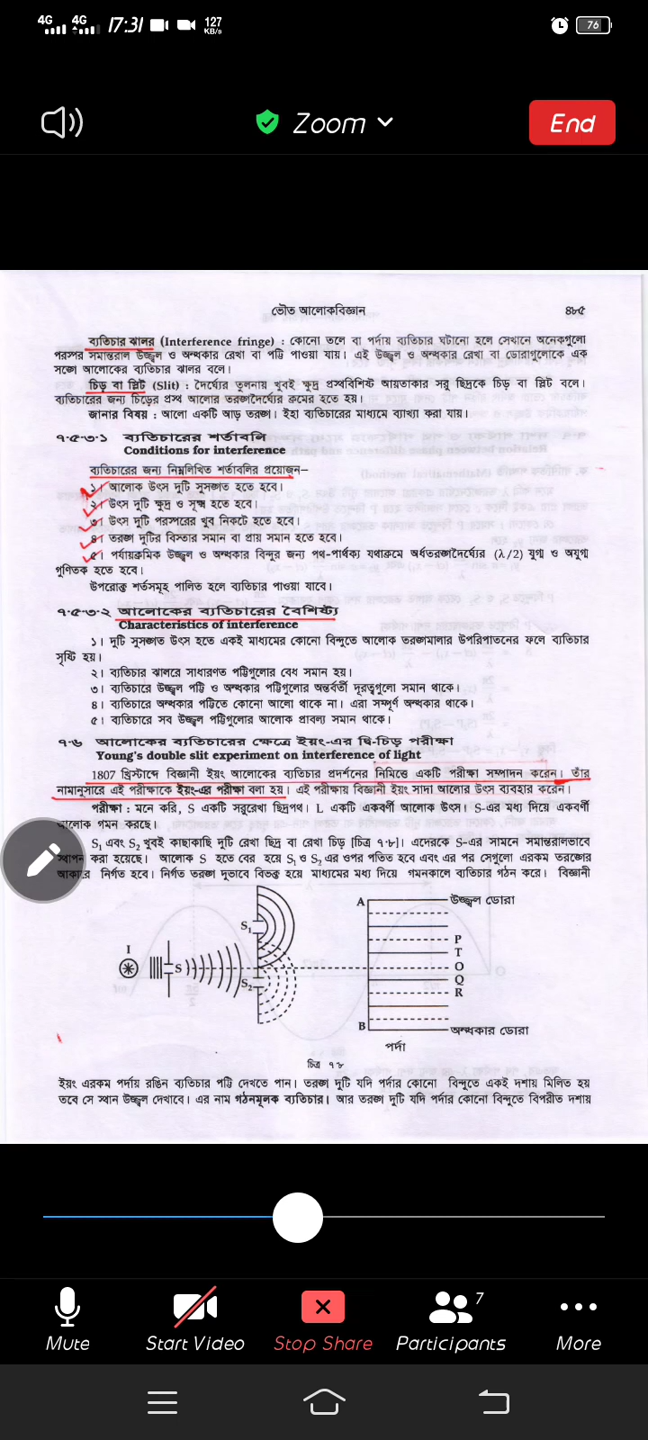 4G 4G 17:31 127 KB/s 76
Zoom
End
ভৌত আলোকবিজ্ঞান ৪৮৫
ব্যতিচার ঝালর (Interference fringe) : কোনো তলে বা পর্দায় ব্যতিচার ঘটানো হলে সেখানে অনেকগুলো
পরস্পর সমান্তরাল উজ্জ্বল ও অন্ধকার রেখা বা পট্টি পাওয়া যায়। এই উজ্জ্বল ও অন্ধকার রেখা বা ডোরাগুলোকে এক
সঙ্গে আলোকের ব্যতিচার ঝালর বলে।
চিড় বা স্লিট (Slit) : দৈর্ঘ্যের তুলনায় খুবই ক্ষুদ্র প্রস্থবিশিষ্ট আয়তাকার সরু ছিদ্রকে চিড় বা স্লিট বলে।
ব্যতিচারের জন্য চিড়ের প্রস্থ আলোর তরঙ্গদৈর্ঘ্যের ক্রমের হতে হয়।
জানার বিষয় : আলো একটি আড় তরঙ্গ। ইহা ব্যতিচারের মাধ্যমে ব্যাখ্যা করা যায়।
৭·৫·৩·১ ব্যতিচারের শর্তাবলি
Conditions for interference
ব্যতিচারের জন্য নিম্নলিখিত শর্তাবলির প্রয়োজন–
১। আলোক উৎস দুটি সুসঙ্গত হতে হবে।
২। উৎস দুটি ক্ষুদ্র ও সূক্ষ্ম হতে হবে।
৩। উৎস দুটি পরস্পরের খুব নিকটে হতে হবে।
৪। তরঙ্গ দুটির বিস্তার সমান বা প্রায় সমান হতে হবে।
৫। পর্যায়ক্রমিক উজ্জ্বল ও অন্ধকার বিন্দুর জন্য পথ-পার্থক্য যথাক্রমে অর্ধতরঙ্গদৈর্ঘ্যের (λ/2) যুগ্ম ও অযুগ্ম
গুণিতক হতে হবে।
উপরোক্ত শর্তসমূহ পালিত হলে ব্যতিচার পাওয়া যাবে।
৭·৫·৩·২ আলোকের ব্যতিচারের বৈশিষ্ট্য
Characteristics of interference
১। দুটি সুসঙ্গত উৎস হতে একই মাধ্যমের কোনো বিন্দুতে আলোক তরঙ্গমালার উপরিপাতনের ফলে ব্যতিচার
সৃষ্টি হয়।
২। ব্যতিচার ঝালরে সাধারণত পট্টিগুলোর বেধ সমান হয়।
৩। ব্যতিচারে উজ্জ্বল পট্টি ও অন্ধকার পট্টিগুলোর অন্তর্বর্তী দূরত্বগুলো সমান থাকে।
৪। ব্যতিচারে অন্ধকার পট্টিতে কোনো আলো থাকে না। এরা সম্পূর্ণ অন্ধকার থাকে।
৫। ব্যতিচারে সব উজ্জ্বল পট্টিগুলোর আলোক প্রাবল্য সমান থাকে।
৭·৬ আলোকের ব্যতিচারের ক্ষেত্রে ইয়ং-এর দ্বি-চিড় পরীক্ষা
Young's double slit experiment on interference of light
1807 খ্রিস্টাব্দে বিজ্ঞানী ইয়ং আলোকের ব্যতিচার প্রদর্শনের নিমিত্তে একটি পরীক্ষা সম্পাদন করেন। তাঁর
নামানুসারে এই পরীক্ষাকে ইয়ং-এর পরীক্ষা বলা হয়। এই পরীক্ষায় বিজ্ঞানী ইয়ং সাদা আলোর উৎস ব্যবহার করেন।
পরীক্ষা : মনে করি, S একটি সরুরেখা ছিদ্রপথ। L একটি একবর্ণী আলোক উৎস। S-এর মধ্য দিয়ে একবর্ণী
আলোক গমন করছে।
S₁ এবং S₂ খুবই কাছাকাছি দুটি রেখা ছিদ্র বা রেখা চিড় [চিত্র ৭·৮]। এদেরকে S-এর সামনে সমান্তরালভাবে
স্থাপন করা হয়েছে। আলোক S হতে বের হয়ে S₁ ও S₂ এর ওপর পতিত হবে এবং এর পর সেগুলো এরকম তরঙ্গের
আকারে নির্গত হবে। নির্গত তরঙ্গ দুভাবে বিভক্ত হয়ে মাধ্যমের মধ্য দিয়ে গমনকালে ব্যতিচার গঠন করে। বিজ্ঞানী
A উজ্জ্বল ডোরা
S₁
P
I T
S O
S₂ Q
R
B অন্ধকার ডোরা
পর্দা
চিত্র ৭·৮
ইয়ং এরকম পর্দায় রঙিন ব্যতিচার পট্টি দেখতে পান। তরঙ্গ দুটি যদি পর্দার কোনো বিন্দুতে একই দশায় মিলিত হয়
তবে সে স্থান উজ্জ্বল দেখাবে। এর নাম গঠনমূলক ব্যতিচার। আর তরঙ্গ দুটি যদি পর্দার কোনো বিন্দুতে বিপরীত দশায়
Mute
Start Video
Stop Share
7
Participants
More